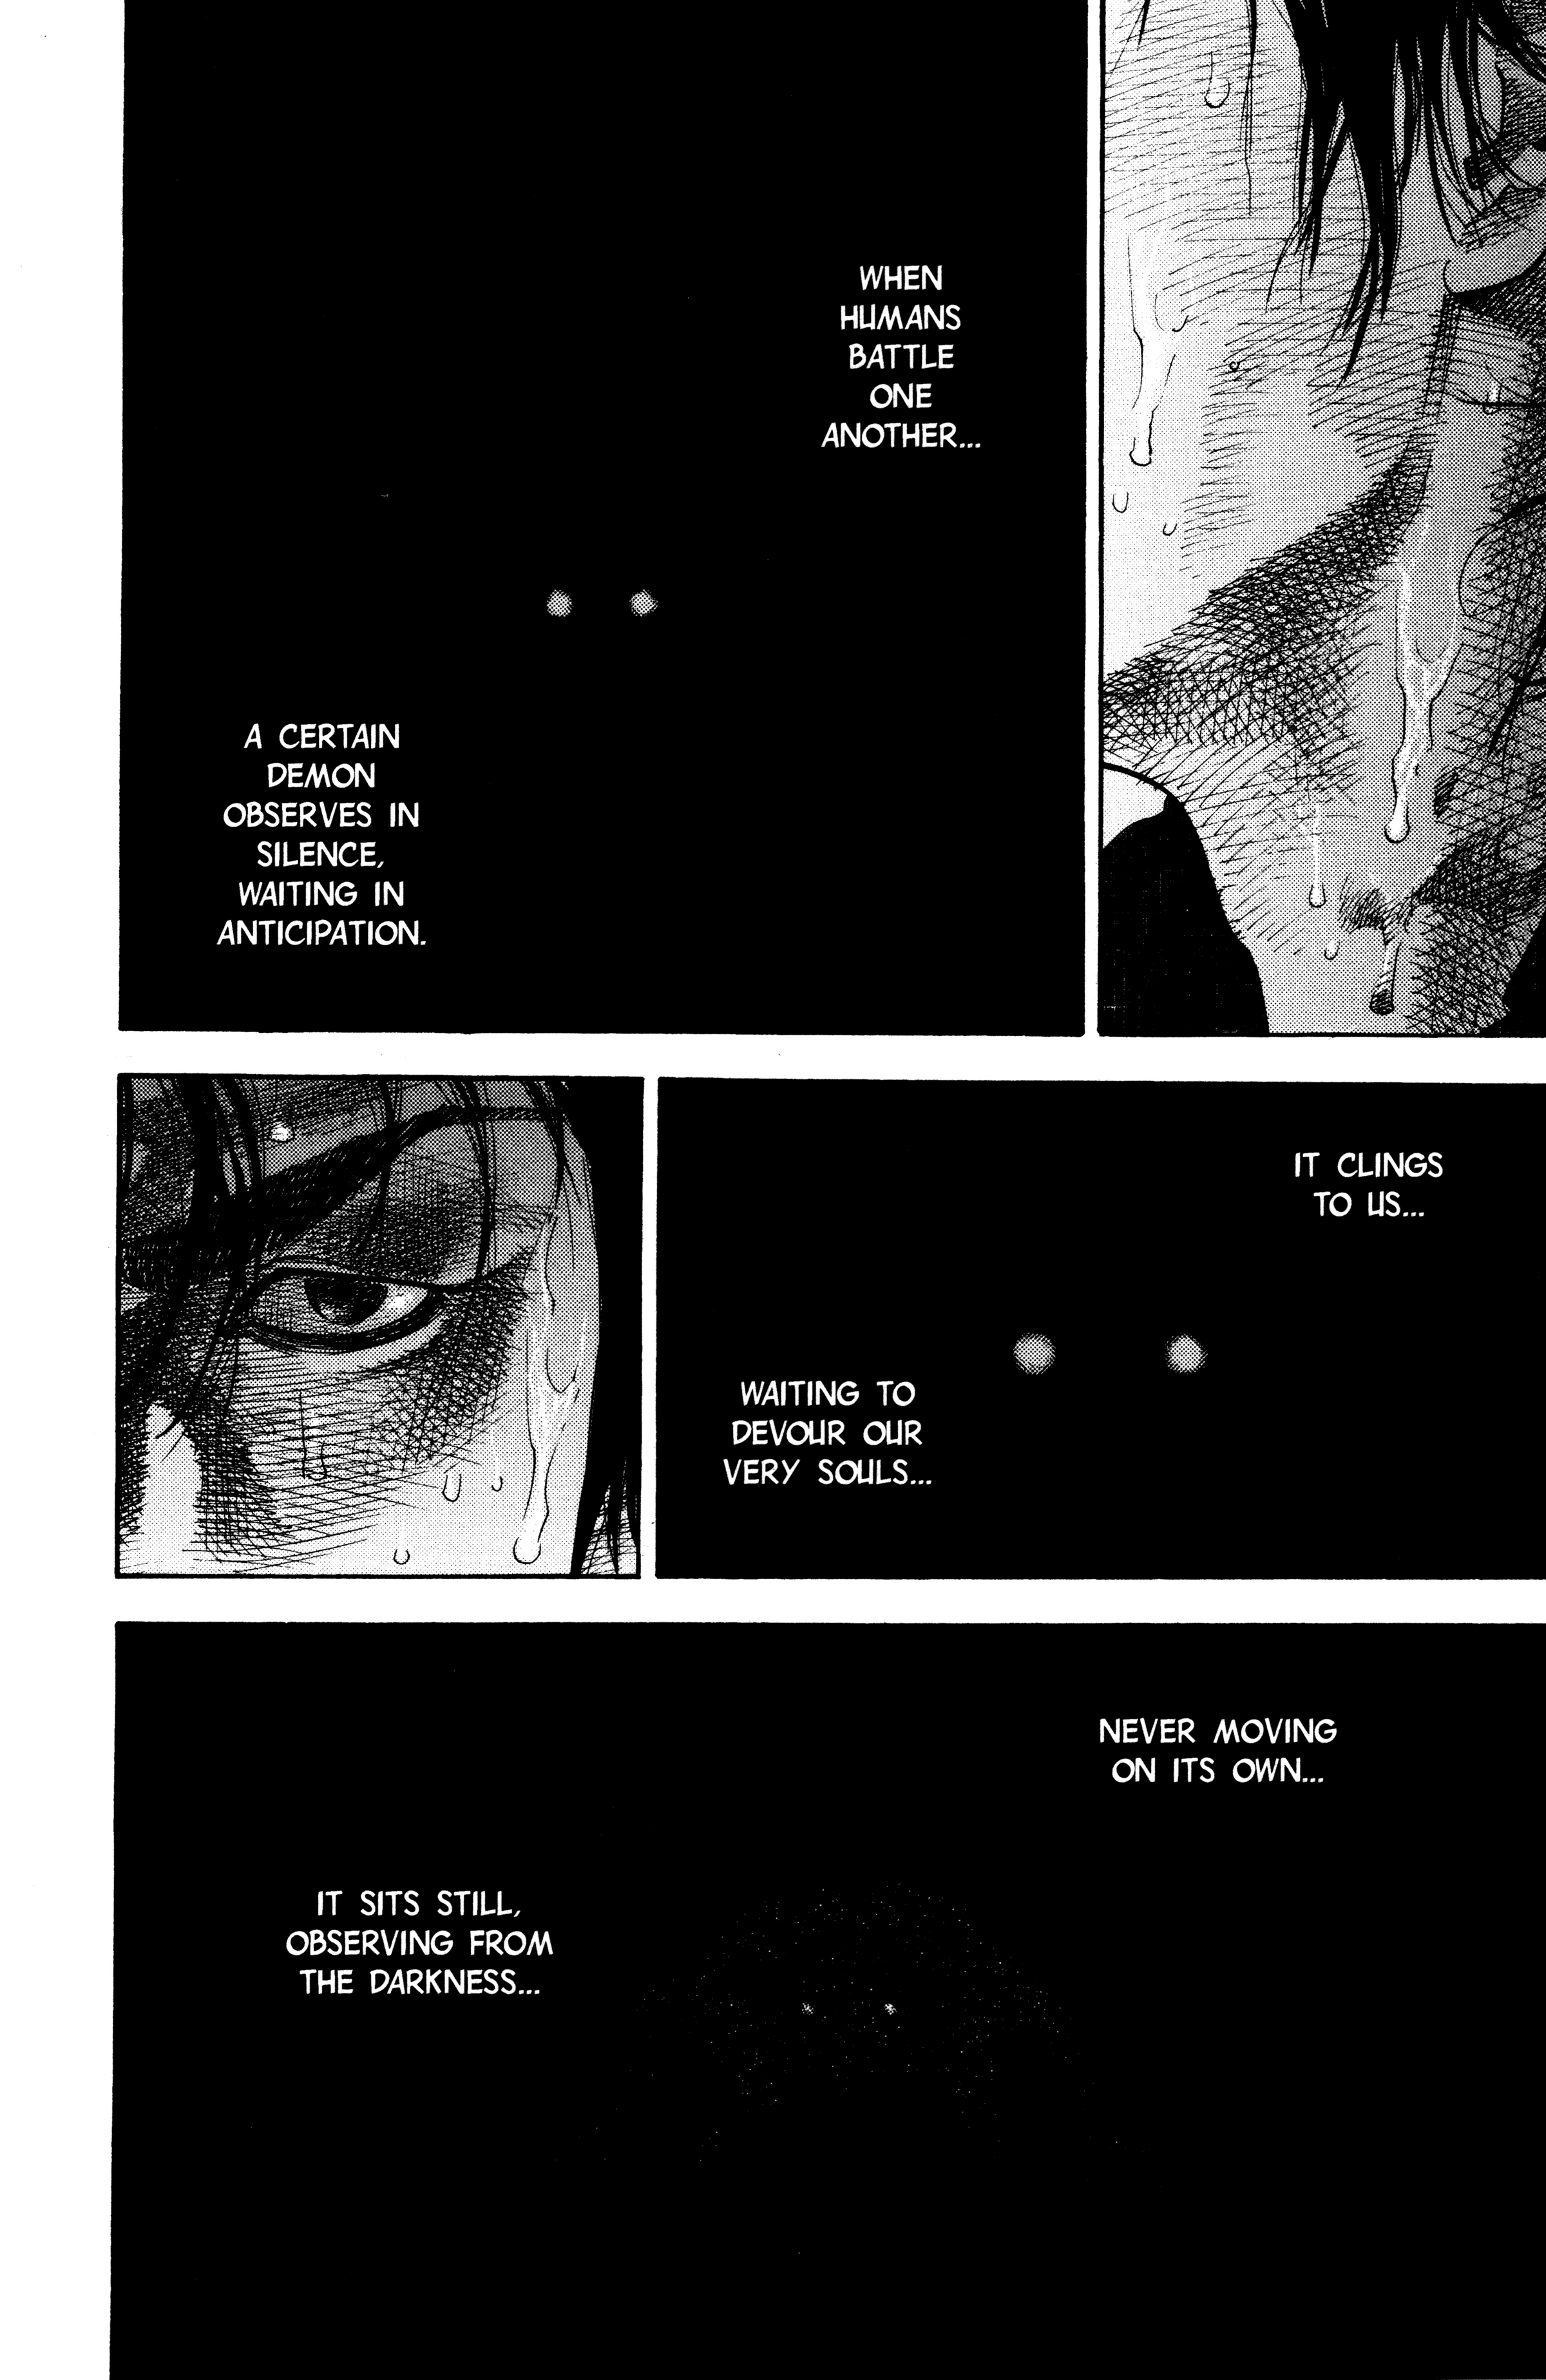 WHEN
HUMANS
BATTLE
ONE
ANOTHER...
A CERTAIN
DEMON
OBSERVES IN
SILENCE,
WAITING IN
ANTICIPATION.
IT CLINGS
TO US...
WAITING TO
DEVOUR OUR
VERY SOULS...
NEVER MOVING
ON ITS OWN...
IT SITS STILL,
OBSERVING FROM
THE DARKNESS...